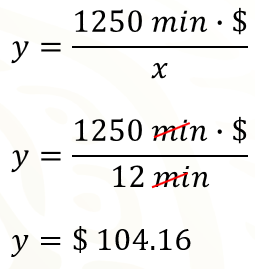 y = 1250 min · $ / x
y = 1250 min · $ / 12 min
y = $ 104.16